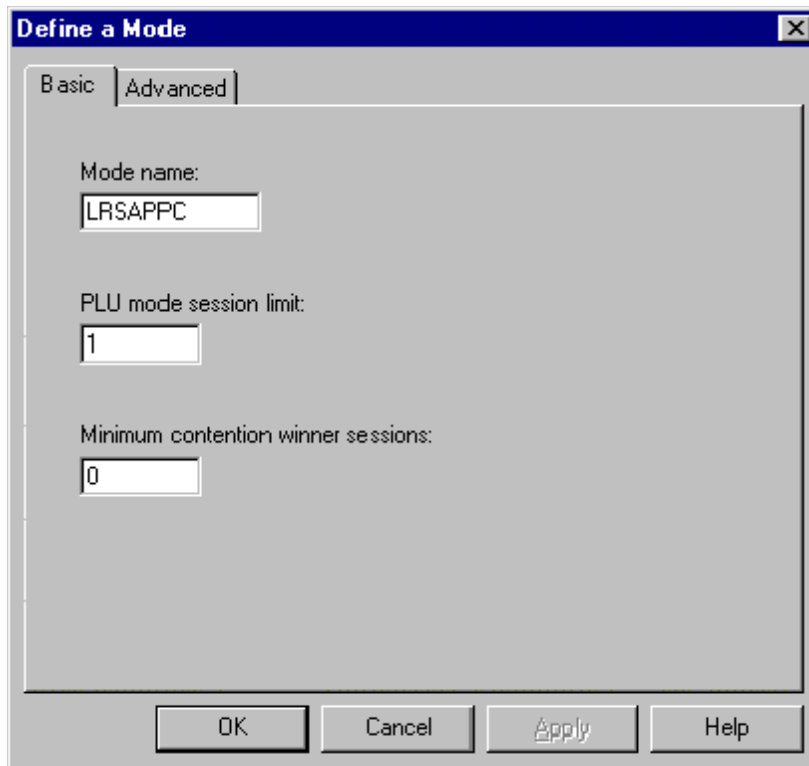 Define a Mode
Basic Advanced
Mode name:
LRSAPPC
PLU mode session limit:
1
Minimum contention winner sessions:
0
OK Cancel Apply Help